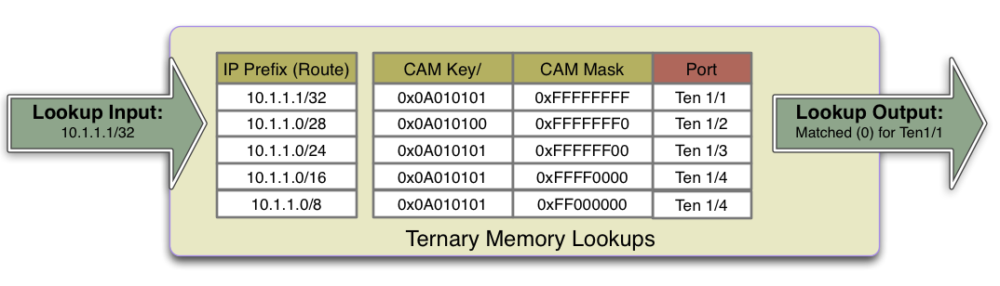 Lookup Input:
10.1.1.1/32
IP Prefix (Route) CAM Key/ CAM Mask Port
10.1.1.1/32 0x0A010101 0xFFFFFFFF Ten 1/1
10.1.1.0/28 0x0A010100 0xFFFFFFF0 Ten 1/2
10.1.1.0/24 0x0A010101 0xFFFFFF00 Ten 1/3
10.1.1.0/16 0x0A010101 0xFFFF0000 Ten 1/4
10.1.1.0/8 0x0A010101 0xFF000000 Ten 1/4
Lookup Output:
Matched (0) for Ten1/1
Ternary Memory Lookups